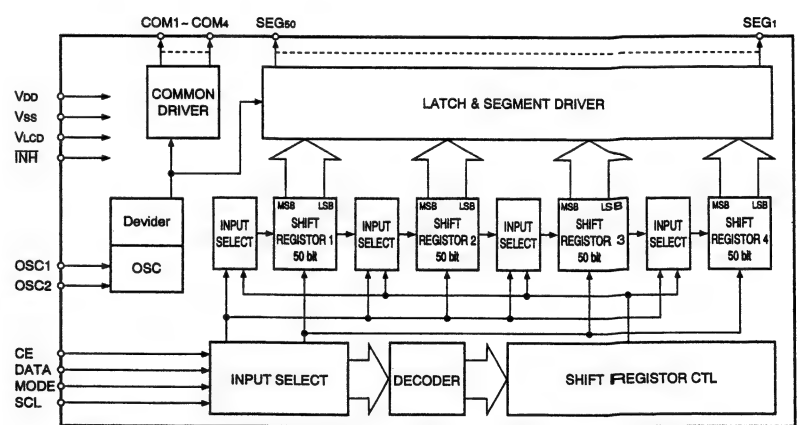 COM1~COM4 SEG50 SEG1
COMMON
DRIVER
LATCH & SEGMENT DRIVER
VDD
VSS
VLCD
INH
Devider
OSC
OSC1
OSC2
INPUT
SELECT
MSB LSB
SHIFT
REGISTOR 1
50 bit
INPUT
SELECT
MSB LSB
SHIFT
REGISTOR 2
50 bit
INPUT
SELECT
MSB LSB
SHIFT
REGISTOR 3
50 bit
INPUT
SELECT
MSB LSB
SHIFT
REGISTOR 4
50 bit
CE
DATA
MODE
SCL
INPUT SELECT
DECODER
SHIFT REGISTOR CTL